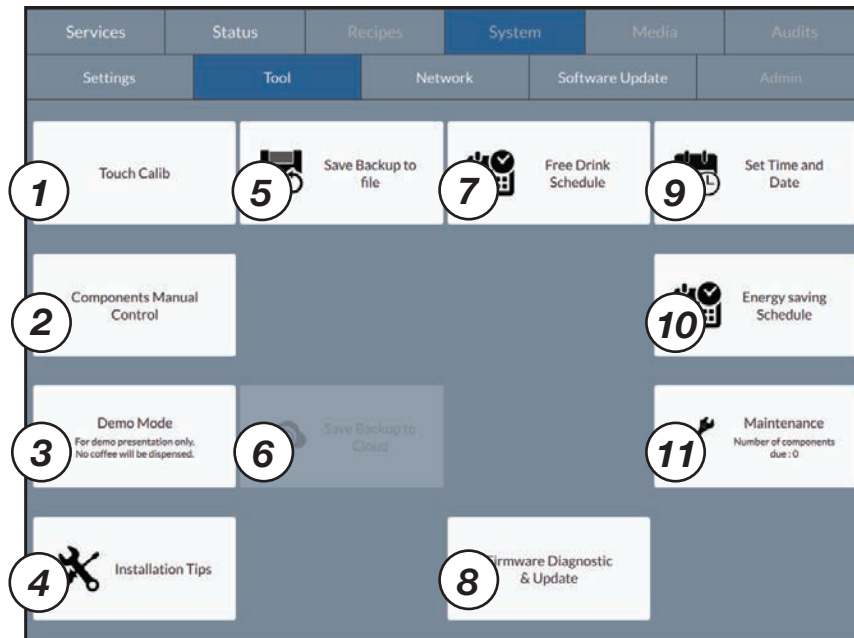 Services Status Recipes System Media Audits
Settings Tool Network Software Update Admin
1
Touch Calib
5
Save Backup to
file
7
Free Drink
Schedule
9
Set Time and
Date
2
Components Manual
Control
10
Energy saving
Schedule
3
Demo Mode
For demo presentation only.
No coffee will be dispensed.
6
Save Backup to
Cloud
11
Maintenance
Number of components
due : 0
4
Installation Tips
8
Firmware Diagnostic
& Update